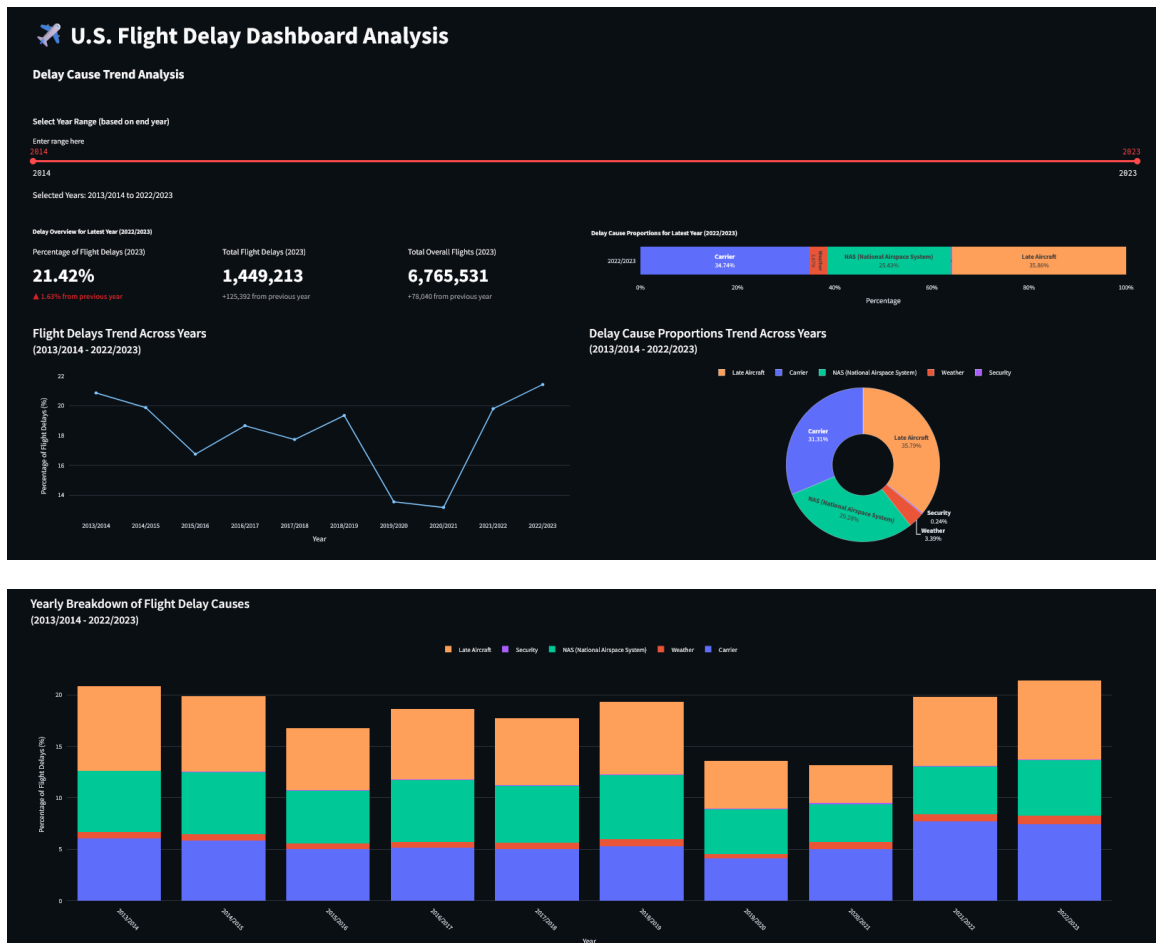 U.S. Flight Delay Dashboard Analysis
Delay Cause Trend Analysis
Select Year Range (based on end year)
Enter range here
2014 2023
2014 2023
Selected Years: 2013/2014 to 2022/2023
Delay Overview for Latest Year (2022/2023)
Percentage of Flight Delays (2023) Total Flight Delays (2023) Total Overall Flights (2023)
21.42% 1,449,213 6,765,531
▲ 1.63% from previous year +125,392 from previous year +78,040 from previous year
Delay Cause Proportions for Latest Year (2022/2023)
2022/2023
Carrier
34.74%
Weather
NAS (National Airspace System)
25.43%
Late Aircraft
35.86%
0% 20% 40% 60% 80% 100%
Percentage
Flight Delays Trend Across Years
(2013/2014 - 2022/2023)
Percentage of Flight Delays (%)
22
20
18
16
14
2013/2014 2014/2015 2015/2016 2016/2017 2017/2018 2018/2019 2019/2020 2020/2021 2021/2022 2022/2023
Year
Delay Cause Proportions Trend Across Years
(2013/2014 - 2022/2023)
Late Aircraft Carrier NAS (National Airspace System) Weather Security
Carrier
31.31%
Late Aircraft
35.79%
NAS (National Airspace System)
Security
0.24%
Weather
3.39%
Yearly Breakdown of Flight Delay Causes
(2013/2014 - 2022/2023)
Late Aircraft Security NAS (National Airspace System) Weather Carrier
Percentage of Flight Delays (%)
20
15
10
5
0
2013/2014 2014/2015 2015/2016 2016/2017 2017/2018 2018/2019 2019/2020 2020/2021 2021/2022 2022/2023
Year